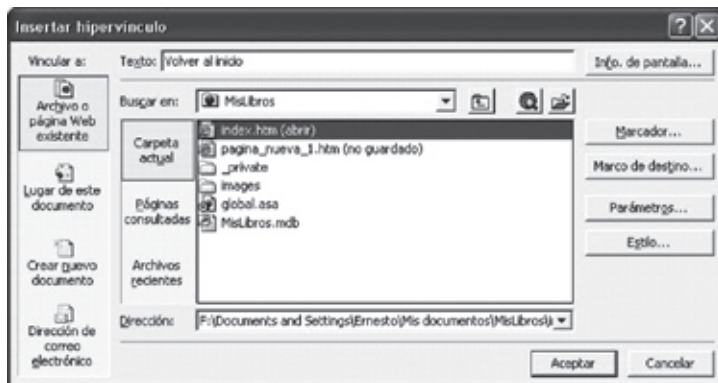 Insertar hipervínculo
Vincular a:
Texto: Volver al inicio
Info. de pantalla...
Archivo o
página Web
existente
Buscar en: MisLibros
Carpeta
actual
index.htm (abrir)
pagina_nueva_1.htm (no guardado)
_private
images
global.asa
MisLibros.mdb
Marcador...
Marco de destino...
Lugar de este
documento
Páginas
consultadas
Parámetros...
Estilo...
Crear nuevo
documento
Archivos
recientes
Dirección de
correo
electrónico
Dirección: F:\Documents and Settings\Ernesto\Mis documentos\MisLibros\
Aceptar
Cancelar